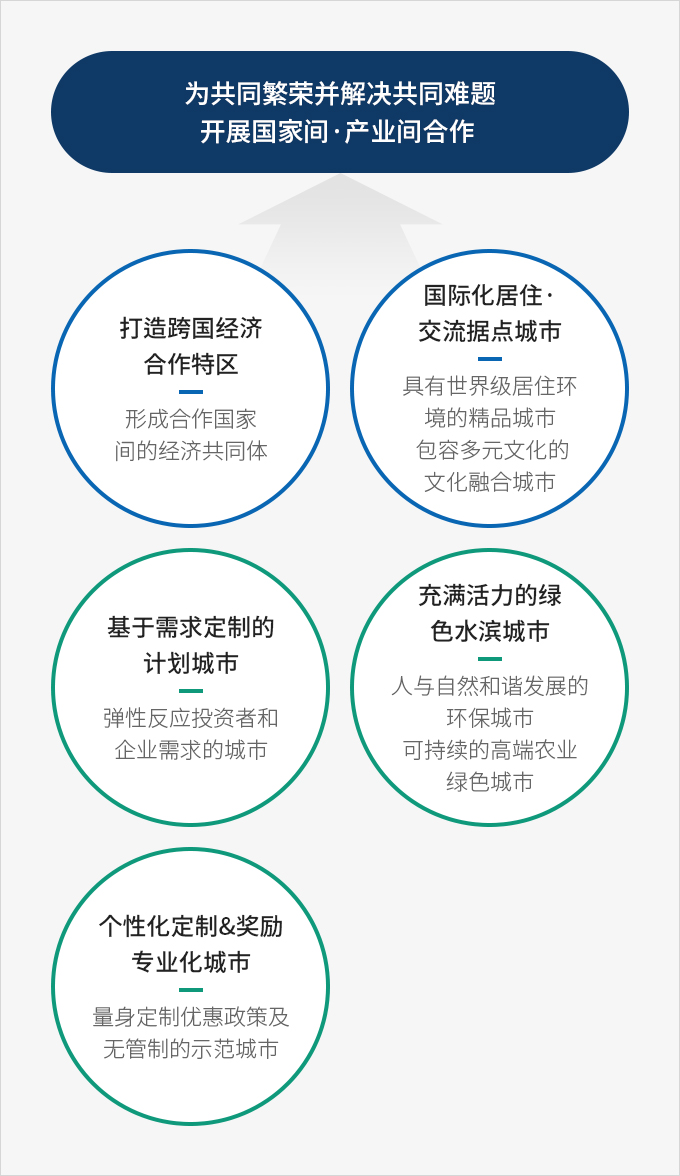 为共同繁荣并解决共同难题
开展国家间·产业间合作
打造跨国经济
合作特区
形成合作国家
间的经济共同体
国际化居住·
交流据点城市
具有世界级居住环
境的精品城市
包容多元文化的
文化融合城市
基于需求定制的
计划城市
弹性反应投资者和
企业需求的城市
充满活力的绿
色水滨城市
人与自然和谐发展的
环保城市
可持续的高端农业
绿色城市
个性化定制&奖励
专业化城市
量身定制优惠政策及
无管制的示范城市